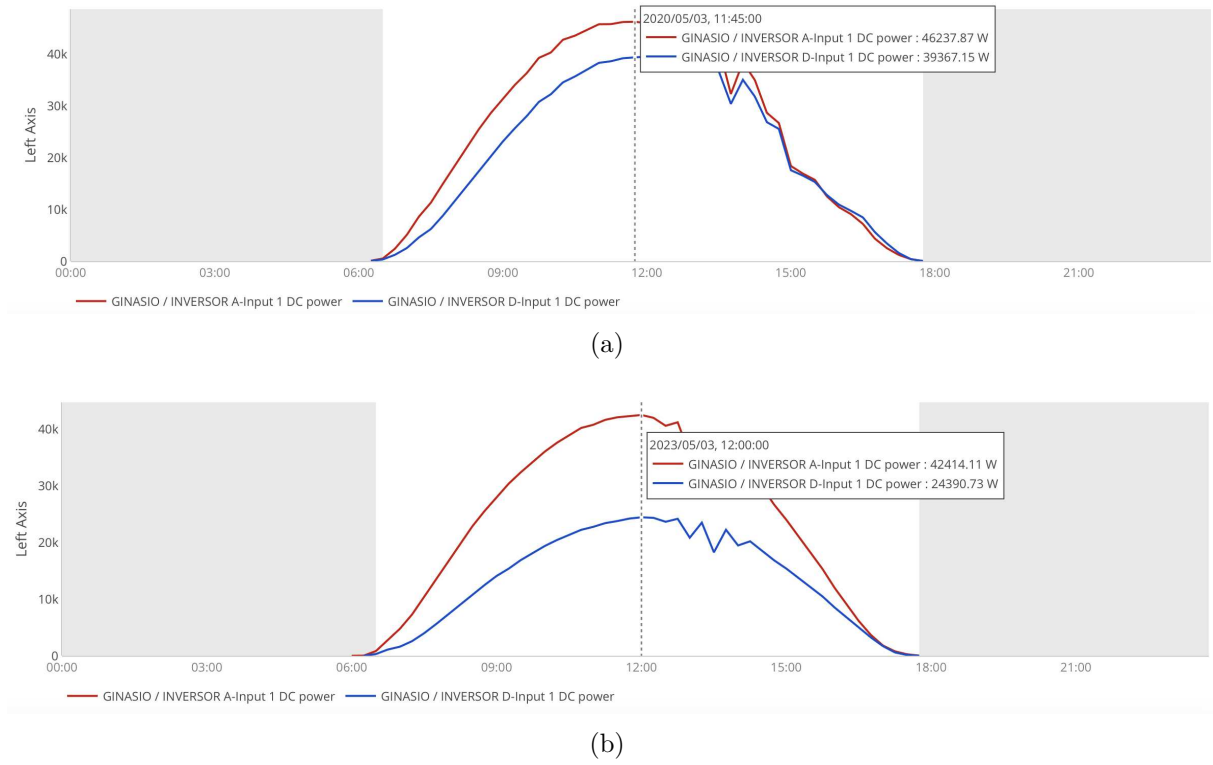 2020/05/03, 11:45:00
GINASIO / INVERSOR A-Input 1 DC power : 46237.87 W
GINASIO / INVERSOR D-Input 1 DC power : 39367.15 W
Left Axis
40k
30k
20k
10k
0
00:00 03:00 06:00 09:00 12:00 15:00 18:00 21:00
GINASIO / INVERSOR A-Input 1 DC power GINASIO / INVERSOR D-Input 1 DC power
(a)
2023/05/03, 12:00:00
GINASIO / INVERSOR A-Input 1 DC power : 42414.11 W
GINASIO / INVERSOR D-Input 1 DC power : 24390.73 W
Left Axis
40k
30k
20k
10k
0
00:00 03:00 06:00 09:00 12:00 15:00 18:00 21:00
GINASIO / INVERSOR A-Input 1 DC power GINASIO / INVERSOR D-Input 1 DC power
(b)